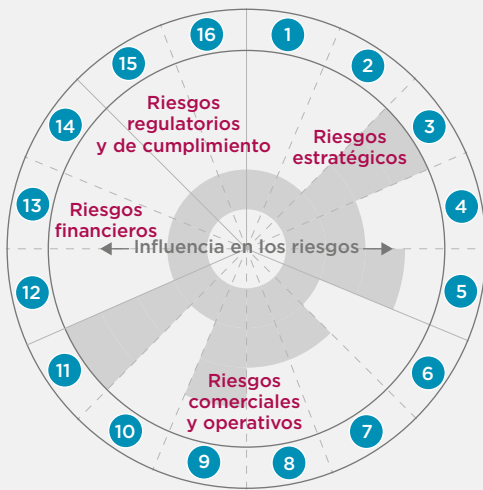 16
1
15
2
Riesgos
regulatorios
y de cumplimiento
14
3
Riesgos
estratégicos
13
4
Riesgos
financieros
Influencia en los riesgos
12
5
11
6
Riesgos
comerciales
y operativos
10
7
9
8